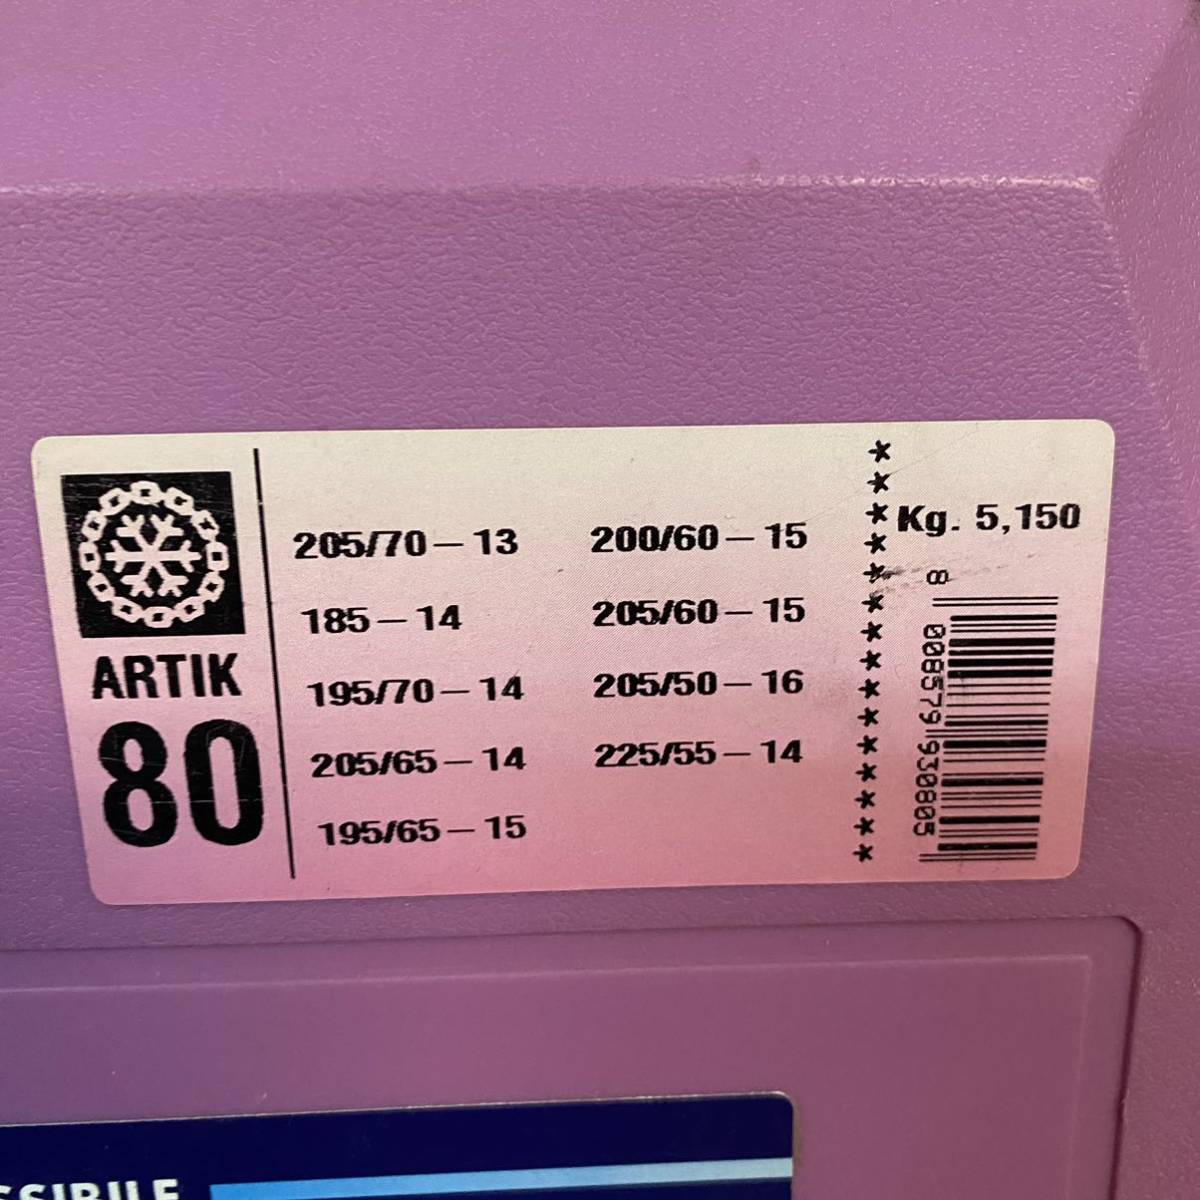 ARTIK
80
205/70 – 13
185 – 14
195/70 – 14
205/65 – 14
195/65 – 15
200/60 – 15
205/60 – 15
205/50 – 16
225/55 – 14
***************
Kg. 5,150
8 008579 930805
SSIBILE